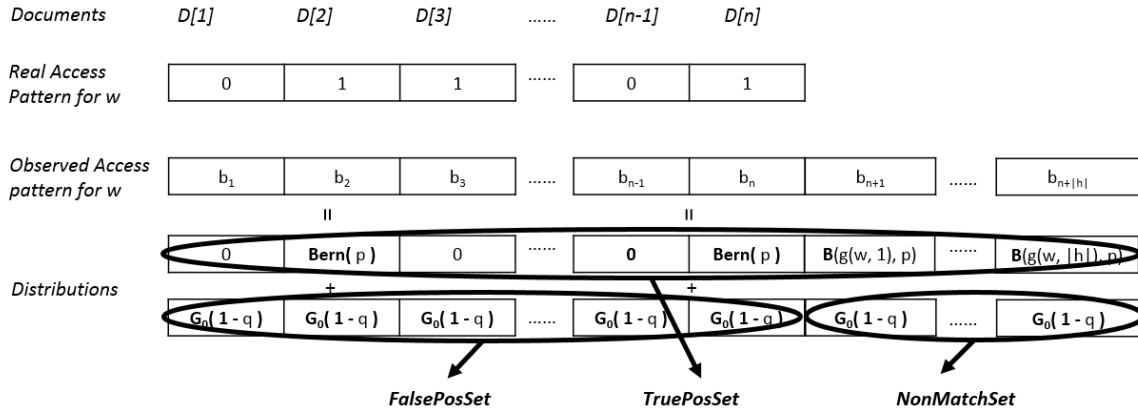 Documents D[1] D[2] D[3] ...... D[n-1] D[n]
Real Access
Pattern for w 0 1 1 ...... 0 1
Observed Access
pattern for w b₁ b₂ b₃ ...... bₙ₋₁ bₙ bₙ₊₁ ...... bₙ₊|ₕ|
= =
0 Bern( p ) 0 ...... 0 Bern( p ) B(g(w, 1), p) ...... B(g(w, |h|), p)
Distributions + +
G₀( 1 - q ) G₀( 1 - q ) G₀( 1 - q ) ...... G₀( 1 - q ) G₀( 1 - q ) G₀( 1 - q ) ...... G₀( 1 - q )
FalsePosSet TruePosSet NonMatchSet